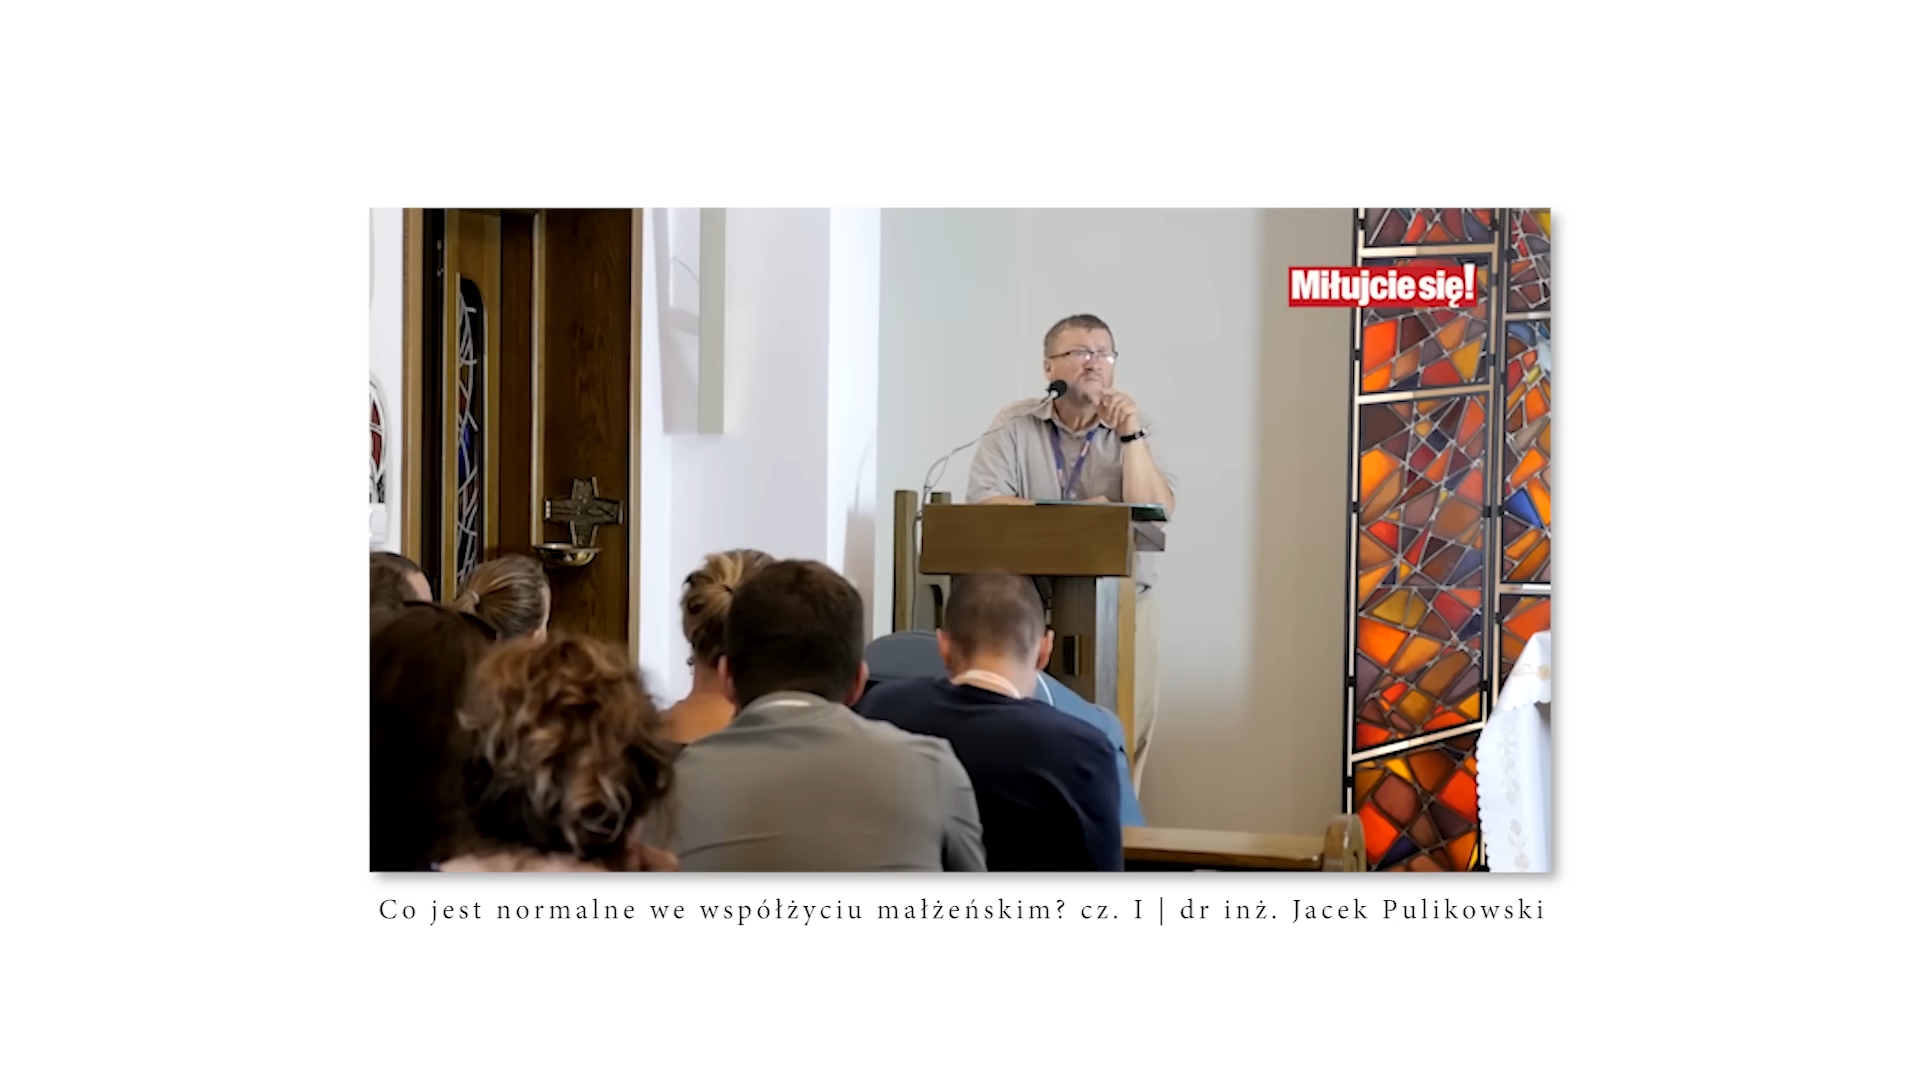 Miłujcie się!
Co jest normalne we współżyciu małżeńskim? cz. I | dr inż. Jacek Pulikowski